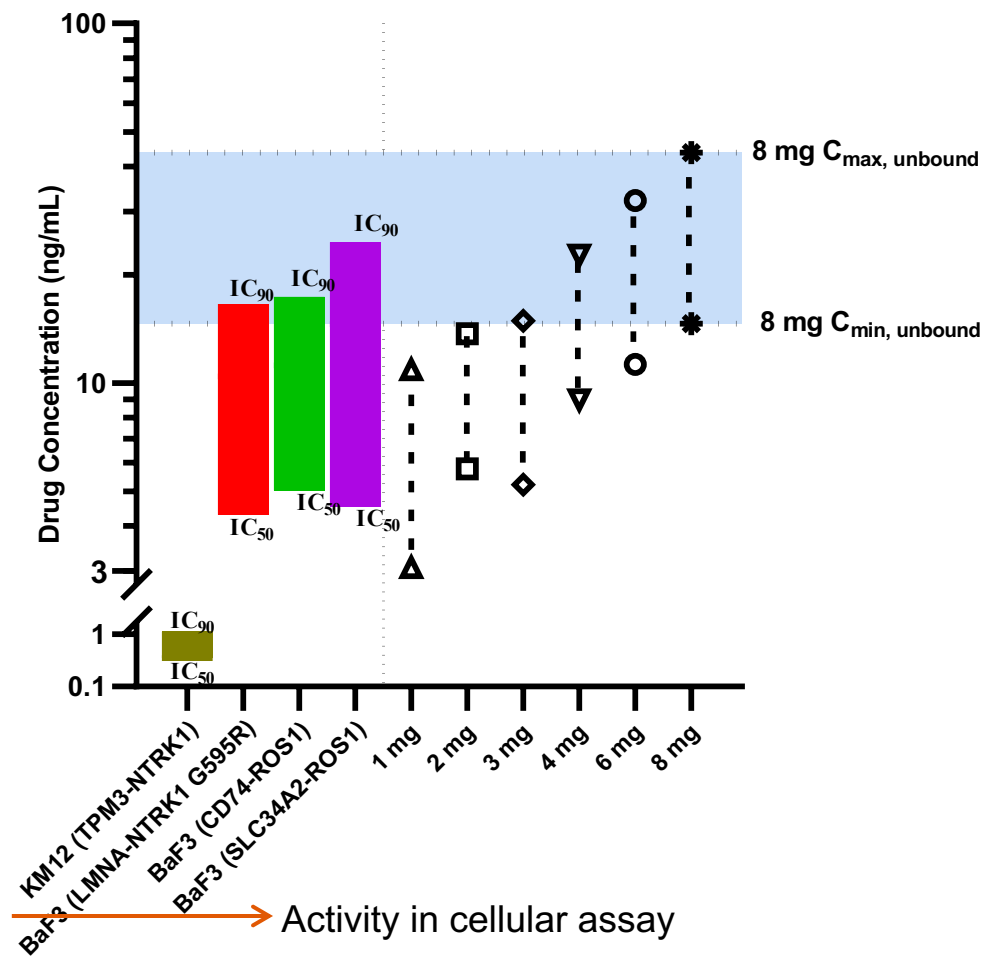 100
10
3
1
0.1
Drug Concentration (ng/mL)
8 mg Cmax, unbound
8 mg Cmin, unbound
IC90
IC90
IC90
IC90
IC50
IC50
IC50
IC50
KM12 (TPM3-NTRK1)
BaF3 (LMNA-NTRK1 G595R)
BaF3 (CD74-ROS1)
BaF3 (SLC34A2-ROS1)
1 mg
2 mg
3 mg
4 mg
6 mg
8 mg
Activity in cellular assay